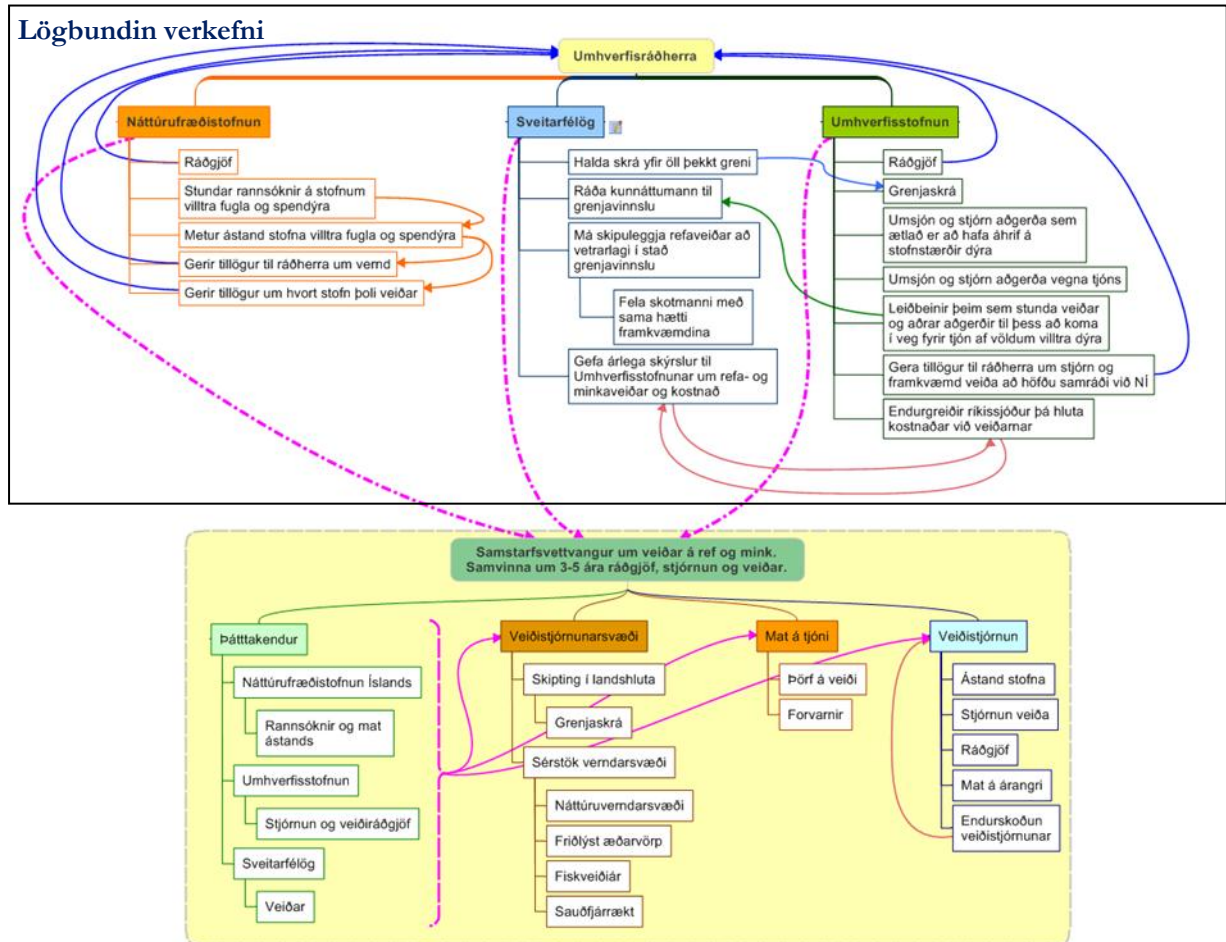 Lögbundin verkefni
Umhverfisráðherra
Náttúrufræðistofnun
Ráðgjöf
Stundar rannsóknir á stofnum
villtra fugla og spendýra
Metur ástand stofna villtra fugla og spendýra
Gerir tillögur til ráðherra um vernd
Gerir tillögur um hvort stofn þoli veiðar
Sveitarfélög
Halda skrá yfir öll þekkt greni
Ráða kunnáttumann til
grenjavinnslu
Má skipuleggja refaveiðar að
vetrarlagi í stað
grenjavinnslu
Fela skotmanni með
sama hætti
framkvæmdina
Gefa árlega skýrslur til
Umhverfisstofnunar um refa- og
minkaveiðar og kostnað
Umhverfisstofnun
Ráðgjöf
Grenjaskrá
Umsjón og stjórn aðgerða sem
ætlað er að hafa áhrif á
stofnstærðir dýra
Umsjón og stjórn aðgerða vegna tjóns
Leiðbeinir þeim sem stunda veiðar
og aðrar aðgerðir til þess að koma
í veg fyrir tjón af völdum villtra dýra
Gera tillögur til ráðherra um stjórn og
framkvæmd veiða að höfðu samráði við NÍ
Endurgreiðir ríkissjóður þá hluta
kostnaðar við veiðarnar
Samstarfsvettvangur um veiðar á ref og mink.
Samvinna um 3-5 ára ráðgjöf, stjórnun og veiðar.
Þátttakendur
Náttúrufræðistofnun Íslands
Rannsóknir og mat
ástands
Umhverfisstofnun
Stjórnun og veiðiráðgjöf
Sveitarfélög
Veiðar
Veiðistjórnunarsvæði
Skipting í landshluta
Grenjaskrá
Sérstök verndarsvæði
Náttúruverndarsvæði
Friðlýst æðarvörp
Fiskveiðiár
Sauðfjárrækt
Mat á tjóni
Þörf á veiði
Forvarnir
Veiðistjórnun
Ástand stofna
Stjórnun veiða
Ráðgjöf
Mat á árangri
Endurskoðun
veiðistjórnunar